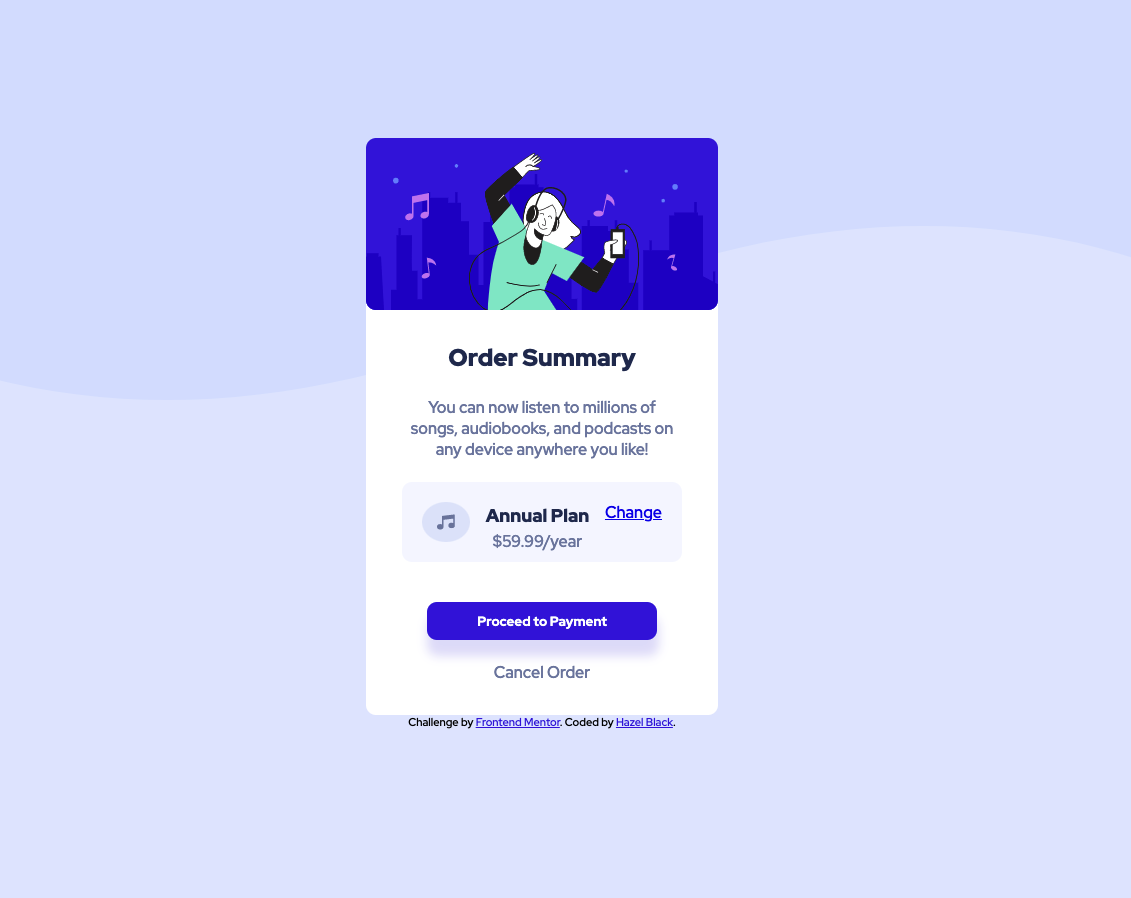 Order Summary
You can now listen to millions of
songs, audiobooks, and podcasts on
any device anywhere you like!
Annual Plan Change
$59.99/year
Proceed to Payment
Cancel Order
Challenge by Frontend Mentor. Coded by Hazel Black.